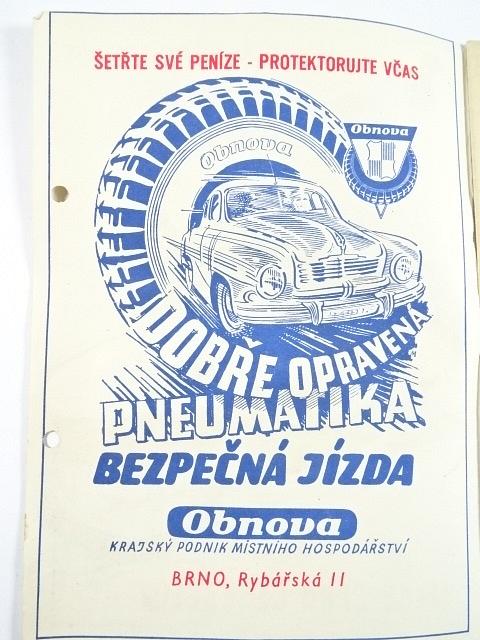 ŠETŘTE SVÉ PENÍZE - PROTEKTORUJTE VČAS
Obnova
Obnova
DOBŘE OPRAVENÁ
PNEUMATIKA
BEZPEČNÁ JÍZDA
Obnova
KRAJSKÝ PODNIK MÍSTNÍHO HOSPODÁŘSTVÍ
BRNO, Rybářská 11